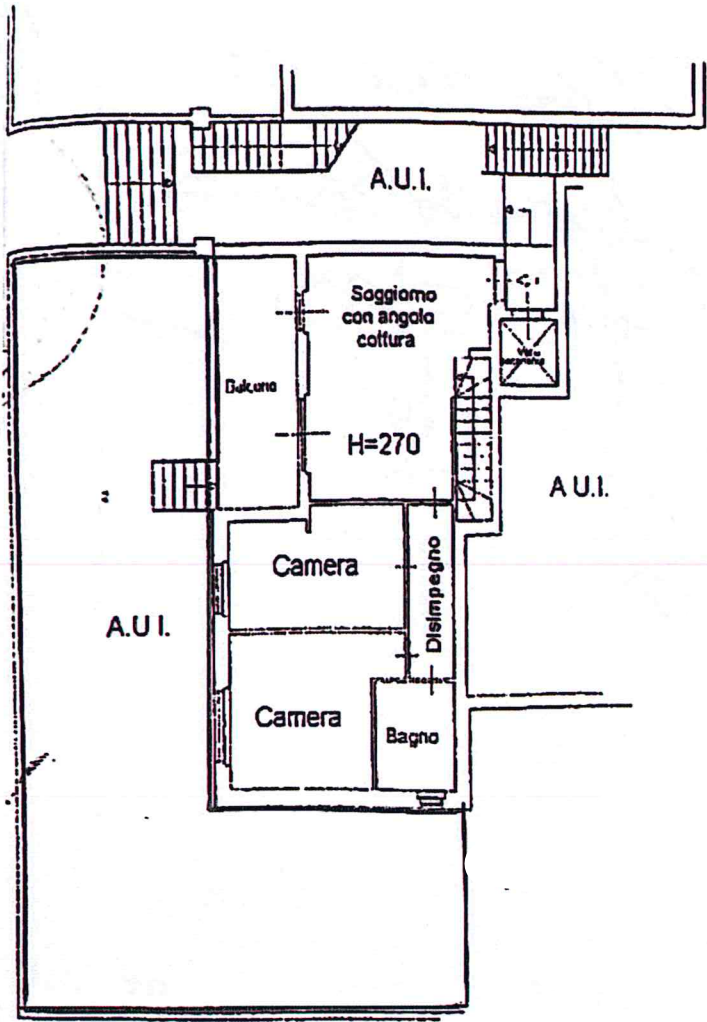 A.U.I.
Soggiorno
con angolo
cottura
Balcone
H=270
A U.I.
Camera
Disimpegno
A.U I.
Camera
Bagno